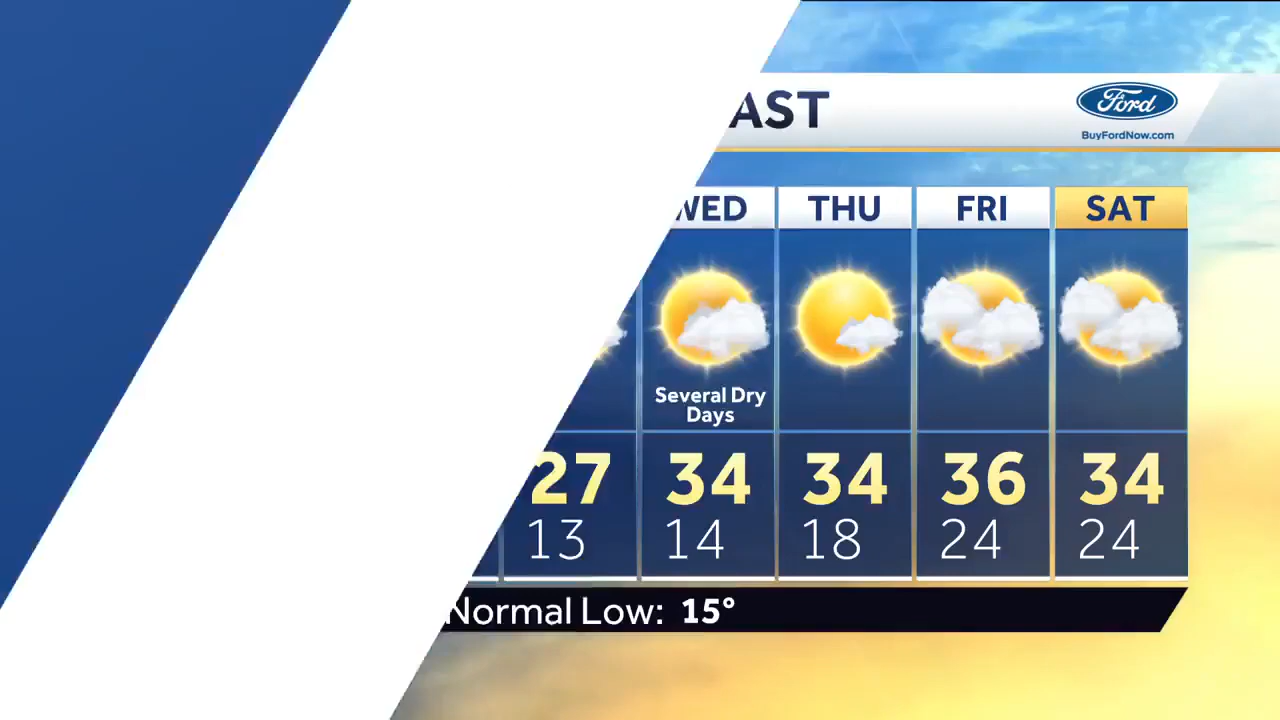 AST
Ford
BuyFordNow.com
WED THU FRI SAT
Several Dry
Days
27 34 34 36 34
13 14 18 24 24
Normal Low: 15°